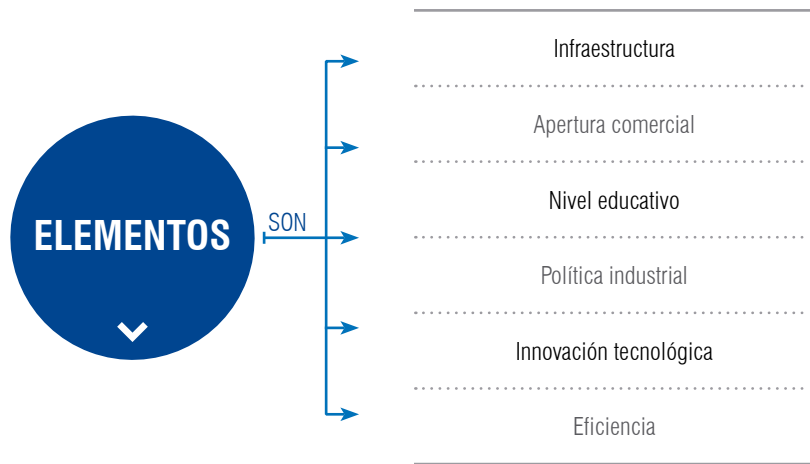 ELEMENTOS
SON
Infraestructura
Apertura comercial
Nivel educativo
Política industrial
Innovación tecnológica
Eficiencia